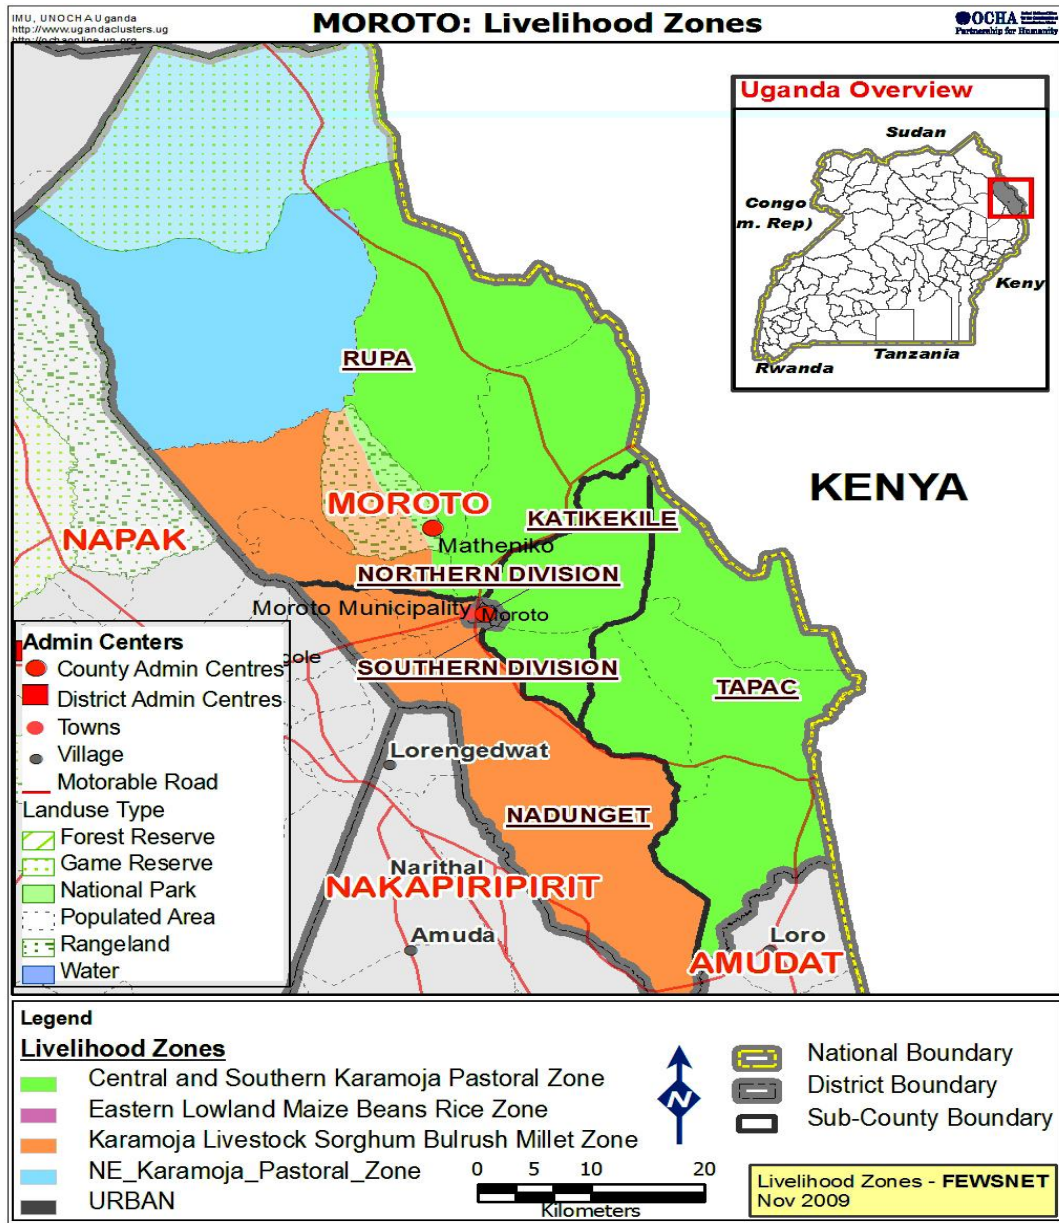 IMU, UNOCHA Uganda
http://www.ugandaclusters.ug
http://ochaonline.un.org
MOROTO: Livelihood Zones
OCHA
Partnership for Humanity
Uganda Overview
Sudan
Congo
m. Rep)
Keny
Tanzania
Rwanda
RUPA
KENYA
MOROTO
KATIKEKILE
NAPAK
Matheniko
NORTHERN DIVISION
Moroto Municipality
Moroto
SOUTHERN DIVISION
TAPAC
Lorengedwat
NADUNGET
Narithal
NAKAPIRIPIRIT
Amuda
Loro
AMUDAT
Admin Centers
County Admin Centres
ole
District Admin Centres
Towns
Village
Motorable Road
Landuse Type
Forest Reserve
Game Reserve
National Park
Populated Area
Rangeland
Water
Legend
Livelihood Zones
Central and Southern Karamoja Pastoral Zone
Eastern Lowland Maize Beans Rice Zone
Karamoja Livestock Sorghum Bulrush Millet Zone
NE_Karamoja_Pastoral_Zone
URBAN
N
0 5 10 20
Kilometers
National Boundary
District Boundary
Sub-County Boundary
Livelihood Zones - FEWSNET
Nov 2009